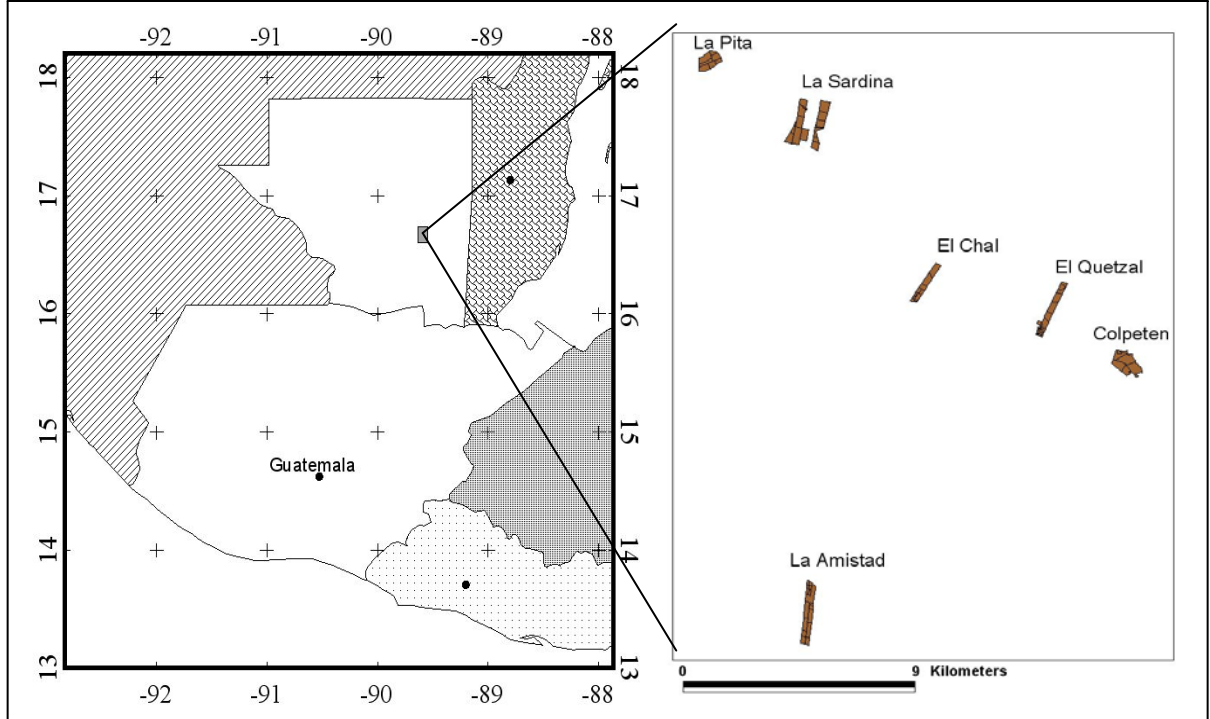 -92 -91 -90 -89 -88
18
17
16
15
14
13
Guatemala
18
17
16
15
14
13
-92 -91 -90 -89 -88
La Pita
La Sardina
El Chal
El Quetzal
Colpeten
La Amistad
0 9 Kilometers